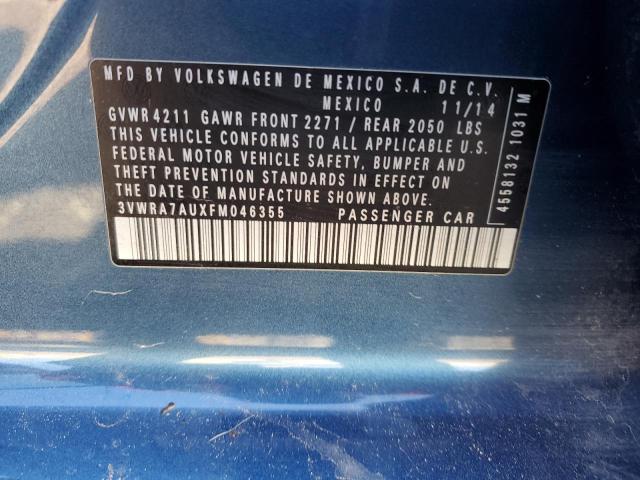 MFD BY VOLKSWAGEN DE MEXICO S.A. DE C.V.
MEXICO 11/14
GVWR 4211 GAWR FRONT 2271 / REAR 2050 LBS
THIS VEHICLE CONFORMS TO ALL APPLICABLE U.S.
FEDERAL MOTOR VEHICLE SAFETY, BUMPER AND
THEFT PREVENTION STANDARDS IN EFFECT ON
THE DATE OF MANUFACTURE SHOWN ABOVE.
3VWRA7AUXFM046355 PASSENGER CAR
4558132 1031 M